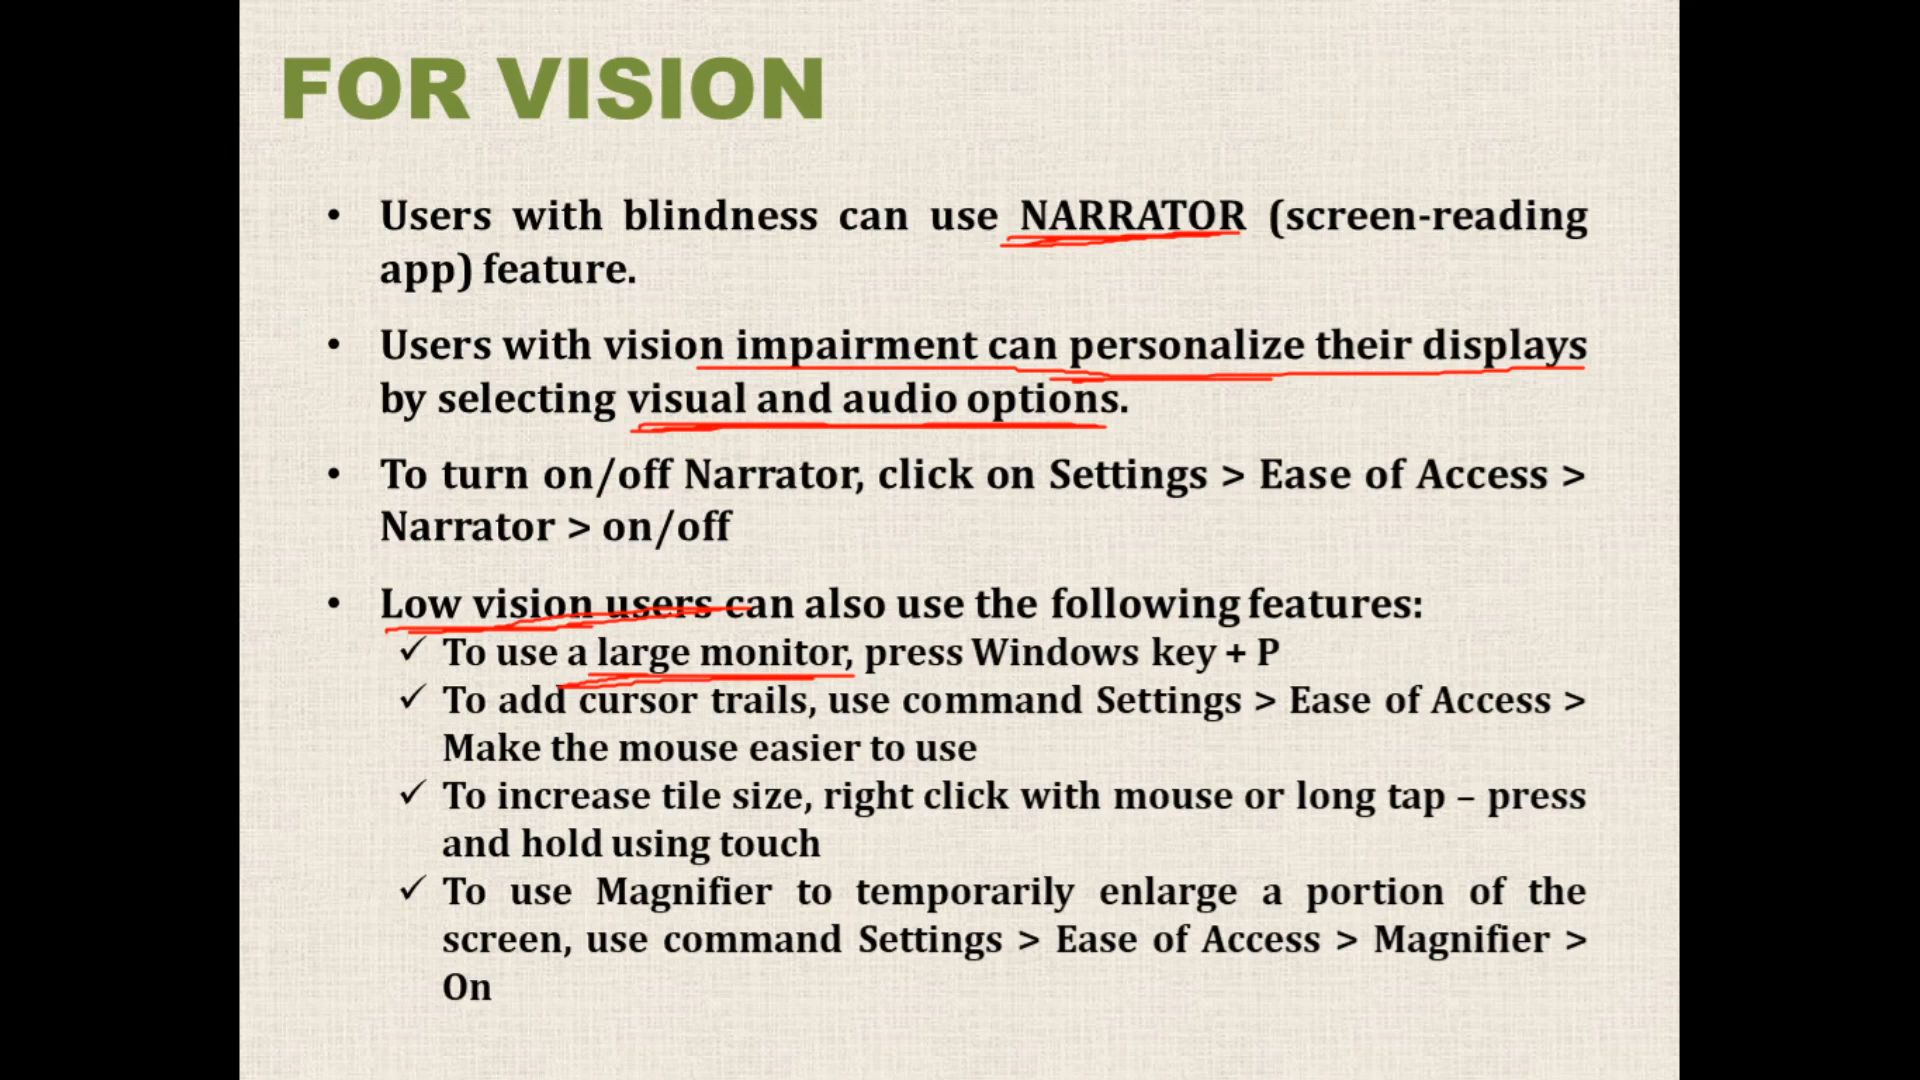 FOR VISION
• Users with blindness can use NARRATOR (screen-reading
app) feature.
• Users with vision impairment can personalize their displays
by selecting visual and audio options.
• To turn on/off Narrator, click on Settings > Ease of Access >
Narrator > on/off
• Low vision users can also use the following features:
✓ To use a large monitor, press Windows key + P
✓ To add cursor trails, use command Settings > Ease of Access >
Make the mouse easier to use
✓ To increase tile size, right click with mouse or long tap – press
and hold using touch
✓ To use Magnifier to temporarily enlarge a portion of the
screen, use command Settings > Ease of Access > Magnifier >
On